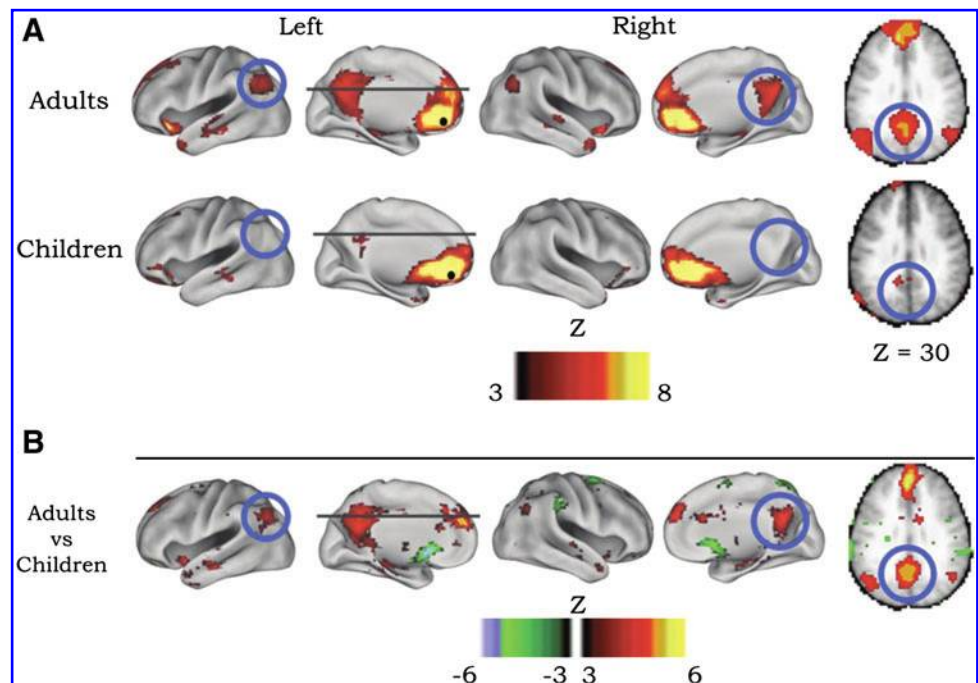 A
Left
Right
Adults
Children
Z
3
8
Z = 30
B
Adults
vs
Children
Z
-6
-3
3
6